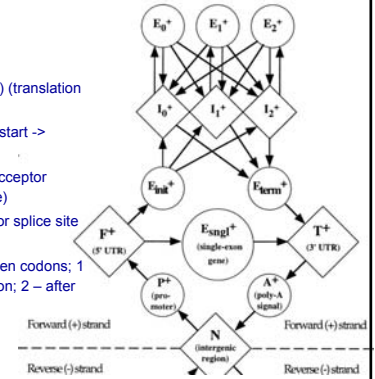 E₀⁺ E₁⁺ E₂⁺
) (translation
I₀⁺ I₁⁺ I₂⁺
start ->
cceptor
e)
Einit⁺ Eterm⁺
or splice site
F⁺
(5' UTR)
Esngl⁺
(single-exon
gene)
T⁺
(3' UTR)
en codons; 1
on; 2 – after
P⁺
(pro-
moter)
A⁺
(poly-A
signal)
Forward (+) strand
N
(intergenic
region)
Forward (+) strand
Reverse (-) strand
Reverse (-) strand